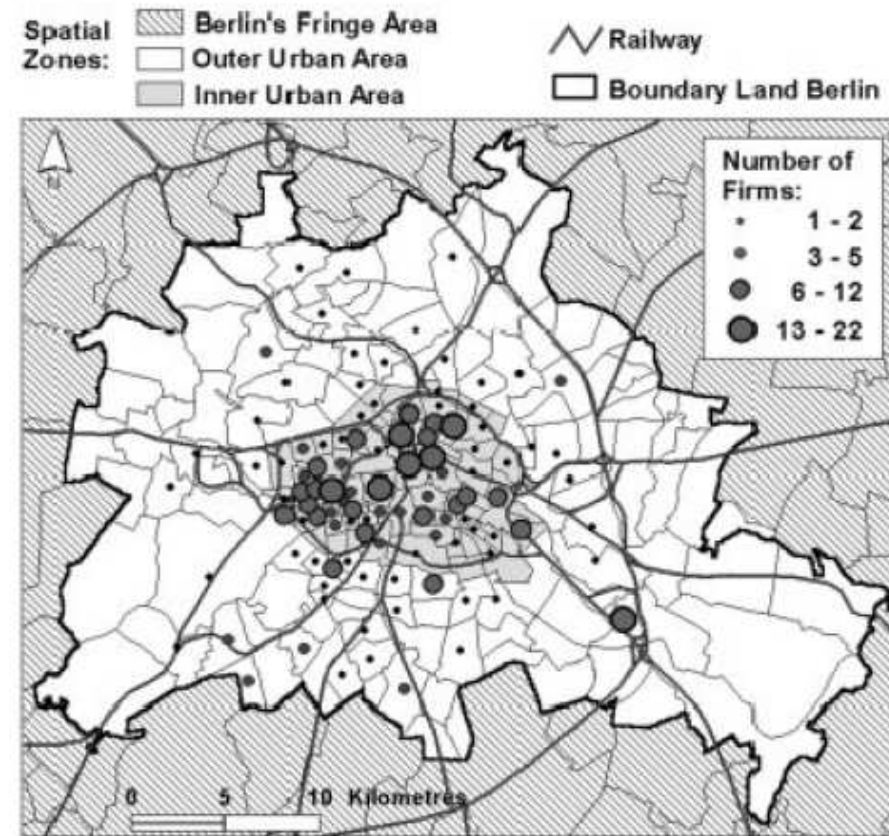 Spatial Zones:
Berlin's Fringe Area
Outer Urban Area
Inner Urban Area
Railway
Boundary Land Berlin
N
Number of
Firms:
1 - 2
3 - 5
6 - 12
13 - 22
0 5 10 Kilometres